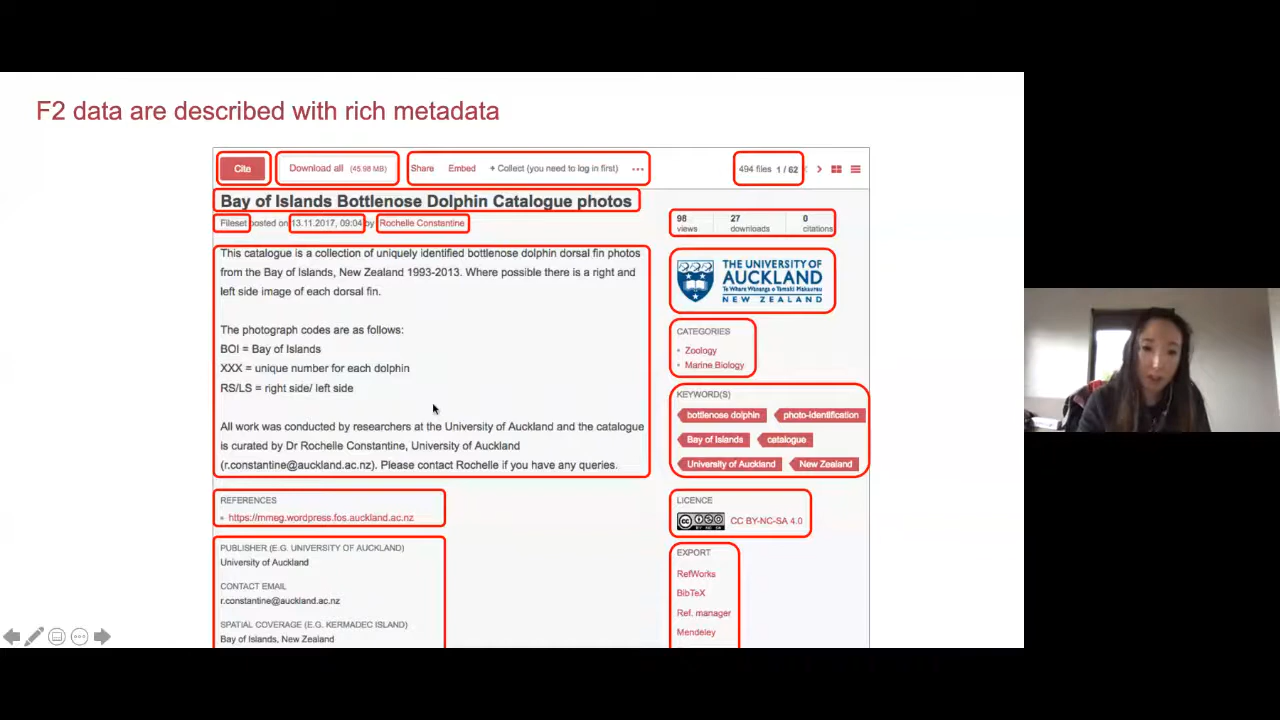 F2 data are described with rich metadata
Cite
Download all (45.98 MB)
Share Embed + Collect (you need to log in first) ...
494 files 1 / 62
Bay of Islands Bottlenose Dolphin Catalogue photos
Fileset posted on 13.11.2017, 09:04 by Rochelle Constantine
This catalogue is a collection of uniquely identified bottlenose dolphin dorsal fin photos
from the Bay of Islands, New Zealand 1993-2013. Where possible there is a right and
left side image of each dorsal fin.
The photograph codes are as follows:
BOI = Bay of Islands
XXX = unique number for each dolphin
RS/LS = right side/ left side
All work was conducted by researchers at the University of Auckland and the catalogue
is curated by Dr Rochelle Constantine, University of Auckland
(r.constantine@auckland.ac.nz). Please contact Rochelle if you have any queries.
REFERENCES
• https://mmeg.wordpress.fos.auckland.ac.nz
PUBLISHER (E.G. UNIVERSITY OF AUCKLAND)
University of Auckland
CONTACT EMAIL
r.constantine@auckland.ac.nz
SPATIAL COVERAGE (E.G. KERMADEC ISLAND)
Bay of Islands, New Zealand
98 27 0
views downloads citations
THE UNIVERSITY OF
AUCKLAND
Te Whare Wānanga o Tāmaki Makaurau
NEW ZEALAND
CATEGORIES
• Zoology
• Marine Biology
KEYWORD(S)
bottlenose dolphin photo-identification
Bay of Islands catalogue
University of Auckland New Zealand
LICENCE
CC BY NC SA CC BY-NC-SA 4.0
EXPORT
RefWorks
BibTeX
Ref. manager
Mendeley